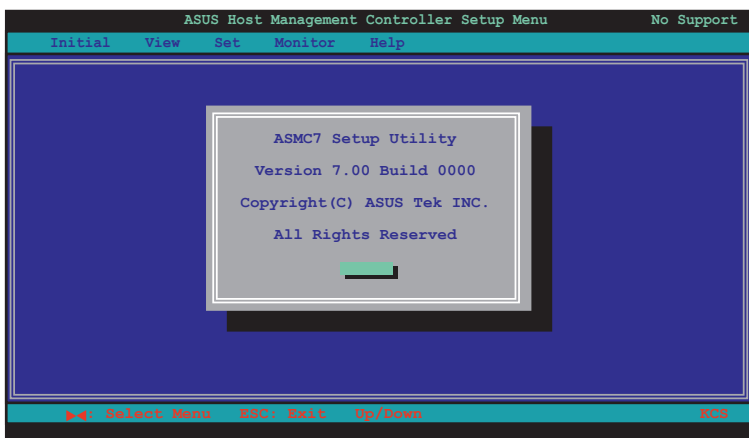 ASUS Host Management Controller Setup Menu No Support
Initial View Set Monitor Help
ASMC7 Setup Utility
Version 7.00 Build 0000
Copyright(C) ASUS Tek INC.
All Rights Reserved
▶◀: Select Menu ESC: Exit Up/Down KCS